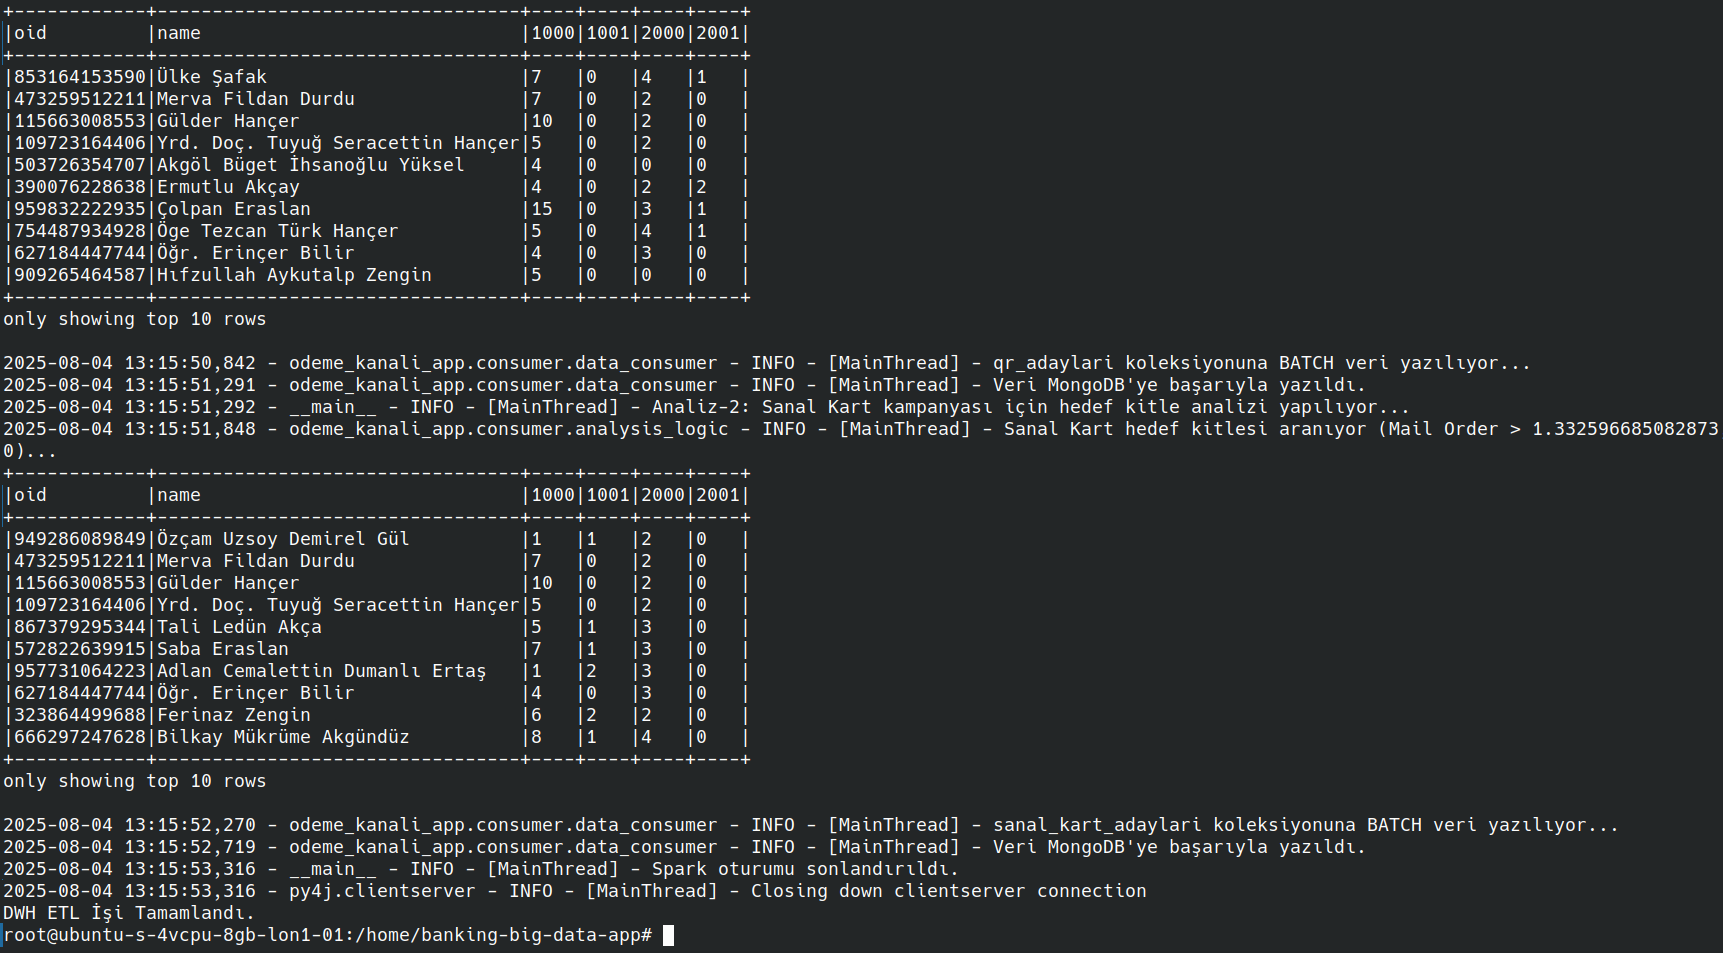 +------------+----------------------------------+----+----+----+----+
|oid         |name                              |1000|1001|2000|2001|
+------------+----------------------------------+----+----+----+----+
|853164153590|Ülke Şafak                        |7   |0   |4   |1   |
|473259512211|Merva Fildan Durdu                |7   |0   |2   |0   |
|115663008553|Gülder Hançer                     |10  |0   |2   |0   |
|109723164406|Yrd. Doç. Tuyuğ Seracettin Hançer|5   |0   |2   |0   |
|503726354707|Akgöl Büget İhsanoğlu Yüksel      |4   |0   |0   |0   |
|390076228638|Ermutlu Akçay                     |4   |0   |2   |2   |
|959832222935|Çolpan Eraslan                    |15  |0   |3   |1   |
|754487934928|Öge Tezcan Türk Hançer            |5   |0   |4   |1   |
|627184447744|Öğr. Erinçer Bilir                |4   |0   |3   |0   |
|909265464587|Hıfzullah Aykutalp Zengin         |5   |0   |0   |0   |
+------------+----------------------------------+----+----+----+----+
only showing top 10 rows
2025-08-04 13:15:50,842 - odeme_kanali_app.consumer.data_consumer - INFO - [MainThread] - qr_adaylari koleksiyonuna BATCH veri yazılıyor...
2025-08-04 13:15:51,291 - odeme_kanali_app.consumer.data_consumer - INFO - [MainThread] - Veri MongoDB'ye başarıyla yazıldı.
2025-08-04 13:15:51,292 - __main__ - INFO - [MainThread] - Analiz-2: Sanal Kart kampanyası için hedef kitle analizi yapılıyor...
2025-08-04 13:15:51,848 - odeme_kanali_app.consumer.analysis_logic - INFO - [MainThread] - Sanal Kart hedef kitlesi aranıyor (Mail Order > 1.332596685082873
0)...
+------------+----------------------------------+----+----+----+----+
|oid         |name                              |1000|1001|2000|2001|
+------------+----------------------------------+----+----+----+----+
|949286089849|Özçam Uzsoy Demirel Gül           |1   |1   |2   |0   |
|473259512211|Merva Fildan Durdu                |7   |0   |2   |0   |
|115663008553|Gülder Hançer                     |10  |0   |2   |0   |
|109723164406|Yrd. Doç. Tuyuğ Seracettin Hançer|5   |0   |2   |0   |
|867379295344|Tali Ledün Akça                   |5   |1   |3   |0   |
|572822639915|Saba Eraslan                      |7   |1   |3   |0   |
|957731064223|Adlan Cemalettin Dumanlı Ertaş    |1   |2   |3   |0   |
|627184447744|Öğr. Erinçer Bilir                |4   |0   |3   |0   |
|323864499688|Ferinaz Zengin                    |6   |2   |2   |0   |
|666297247628|Bilkay Mükrüme Akgündüz           |8   |1   |4   |0   |
+------------+----------------------------------+----+----+----+----+
only showing top 10 rows
2025-08-04 13:15:52,270 - odeme_kanali_app.consumer.data_consumer - INFO - [MainThread] - sanal_kart_adaylari koleksiyonuna BATCH veri yazılıyor...
2025-08-04 13:15:52,719 - odeme_kanali_app.consumer.data_consumer - INFO - [MainThread] - Veri MongoDB'ye başarıyla yazıldı.
2025-08-04 13:15:53,316 - __main__ - INFO - [MainThread] - Spark oturumu sonlandırıldı.
2025-08-04 13:15:53,316 - py4j.clientserver - INFO - [MainThread] - Closing down clientserver connection
DWH ETL İşi Tamamlandı.
root@ubuntu-s-4vcpu-8gb-lon1-01:/home/banking-big-data-app#